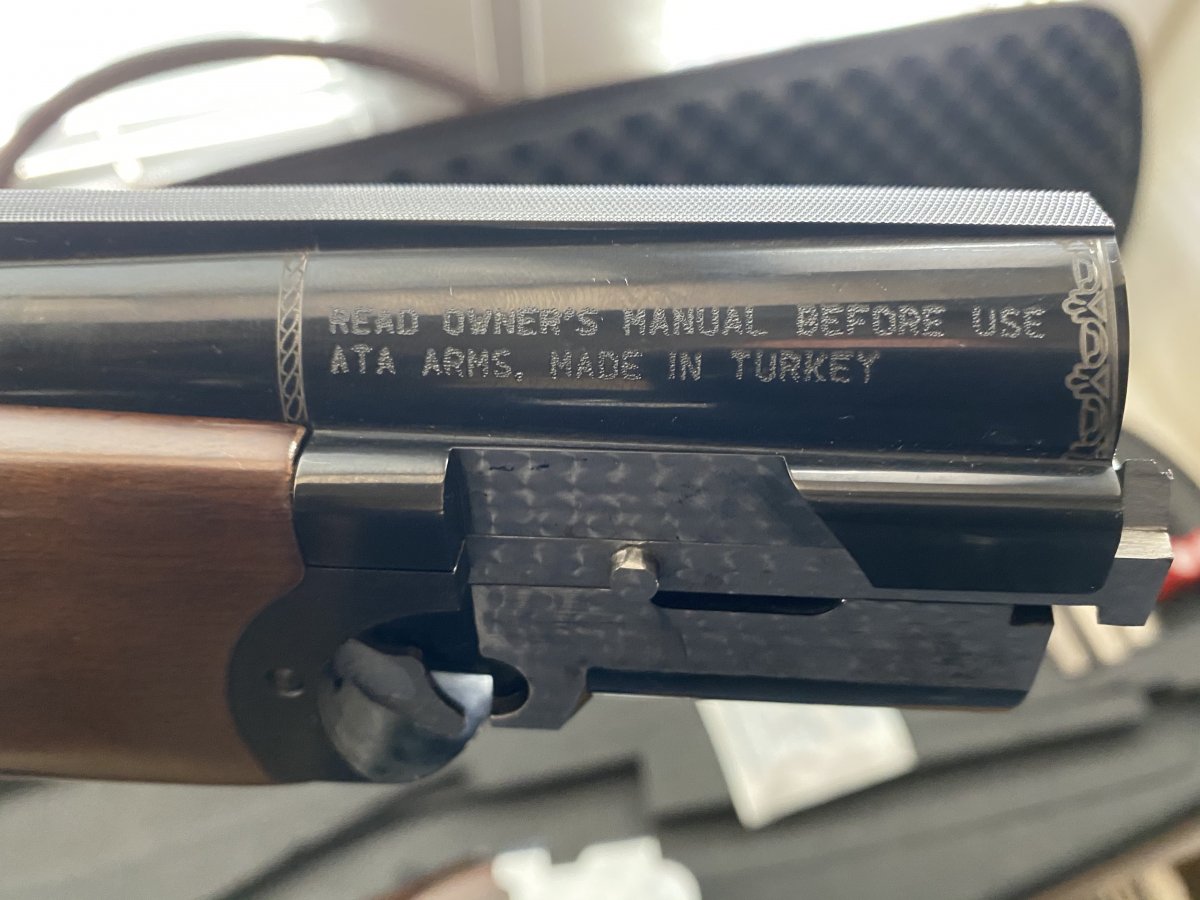 READ OWNER'S MANUAL BEFORE USE
ATA ARMS, MADE IN TURKEY